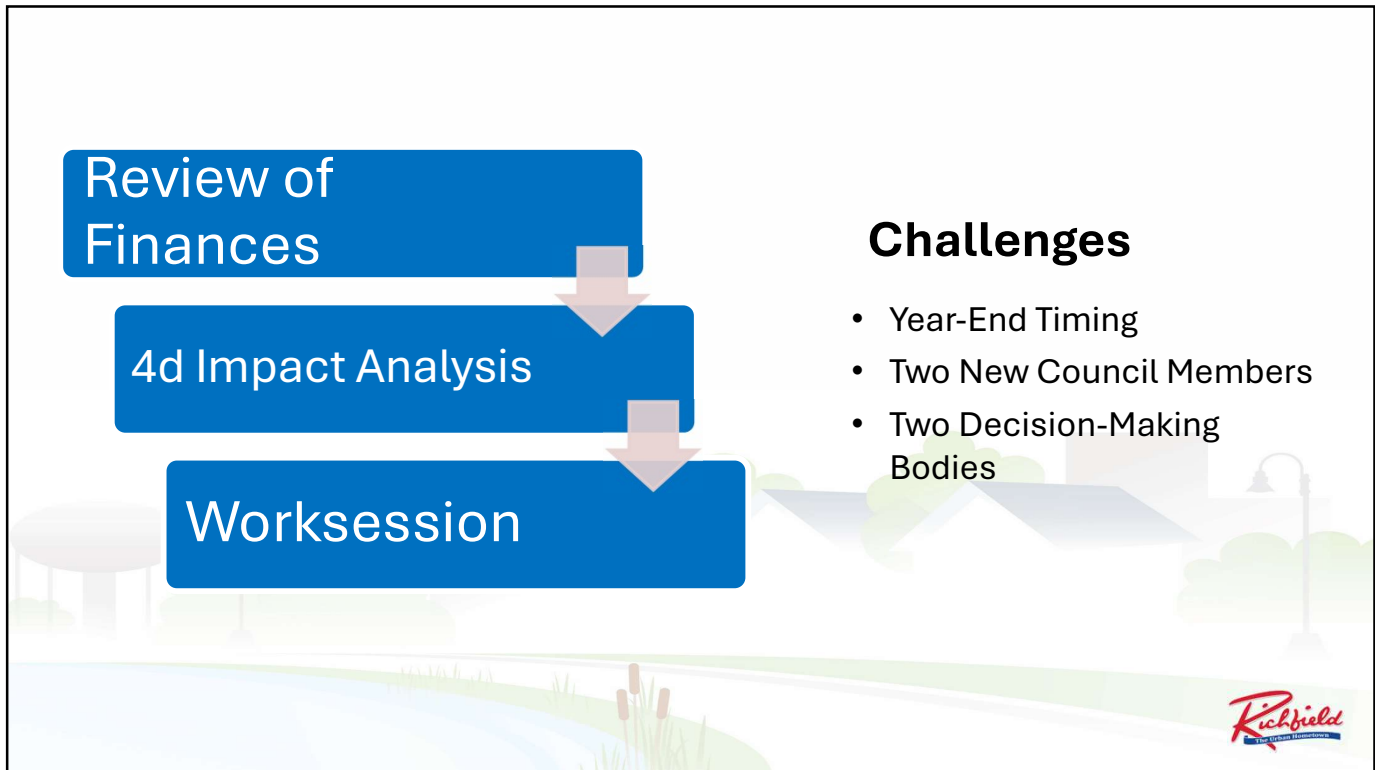 Review of
Finances
4d Impact Analysis
Worksession
Challenges
• Year-End Timing
• Two New Council Members
• Two Decision-Making
Bodies
Richfield
The Urban Hometown